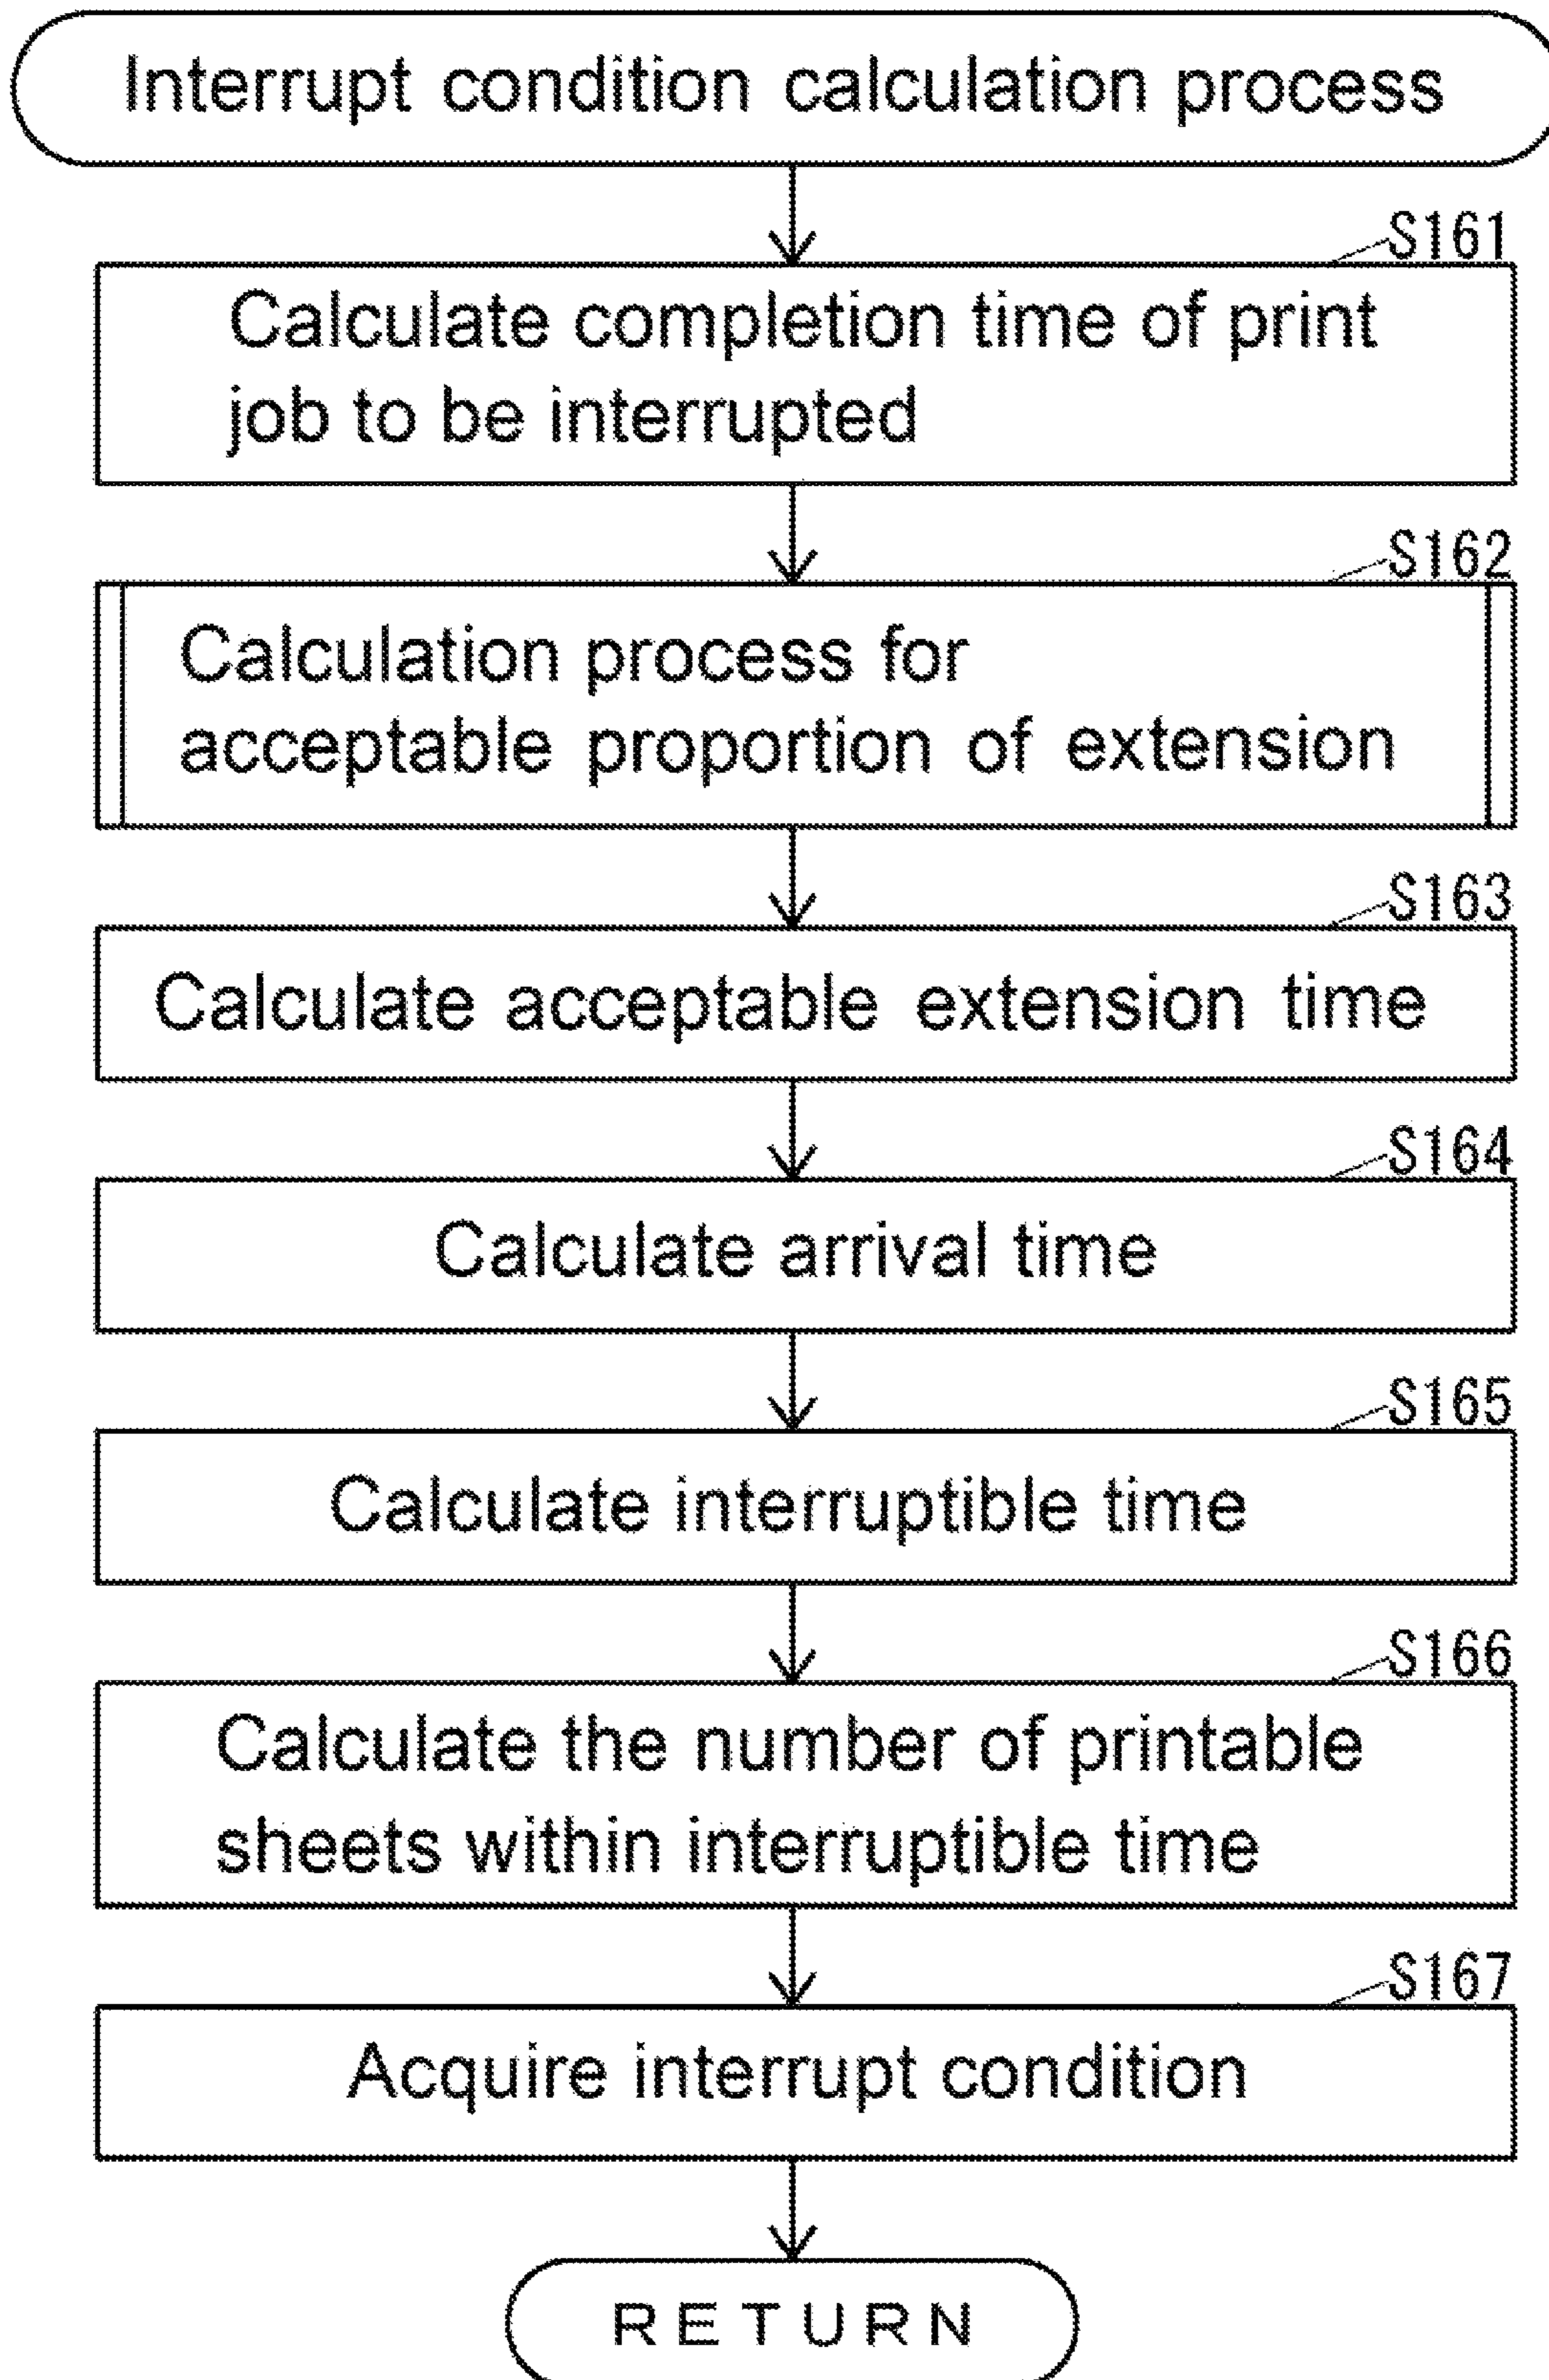 Interrupt condition calculation process
S161
Calculate completion time of print
job to be interrupted
S162
Calculation process for
acceptable proportion of extension
S163
Calculate acceptable extension time
S164
Calculate arrival time
S165
Calculate interruptible time
S166
Calculate the number of printable
sheets within interruptible time
S167
Acquire interrupt condition
RETURN